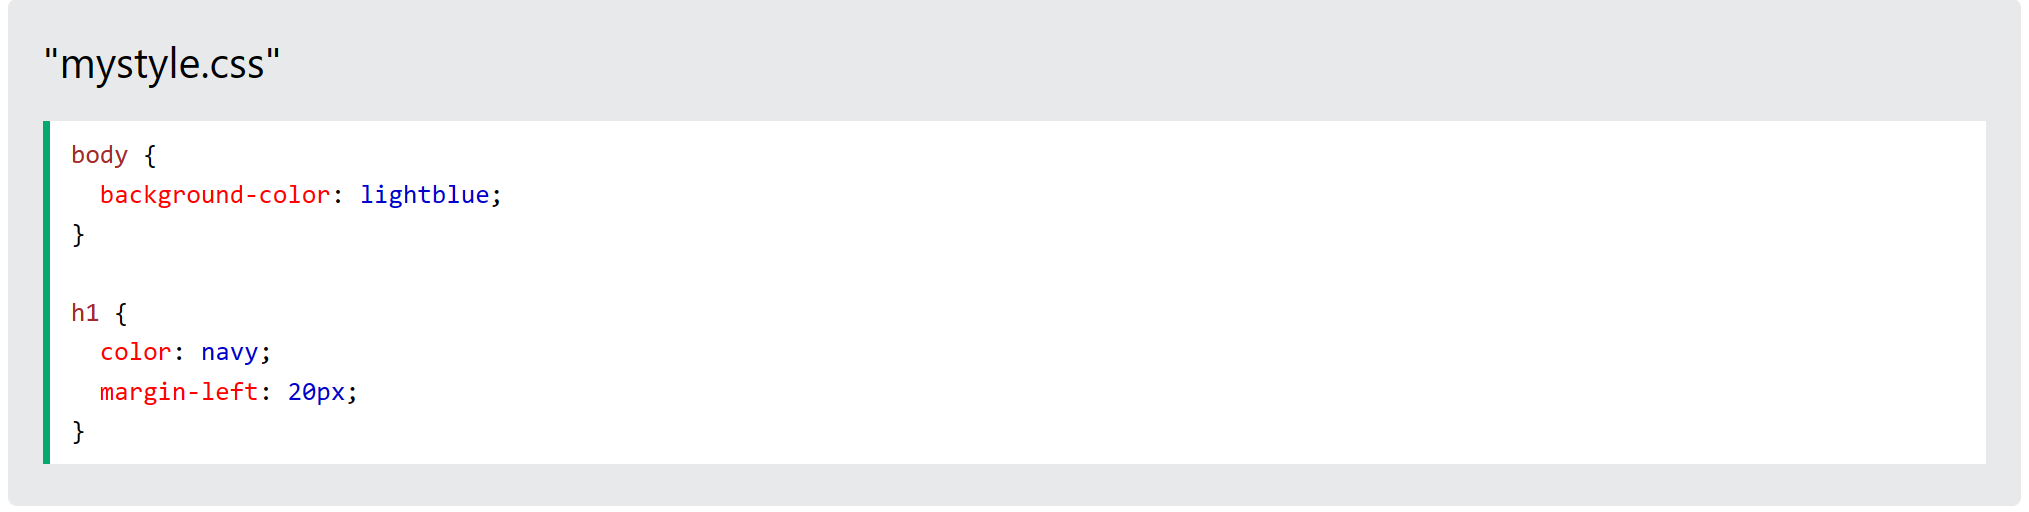 "mystyle.css"
body {
  background-color: lightblue;
}
h1 {
  color: navy;
  margin-left: 20px;
}